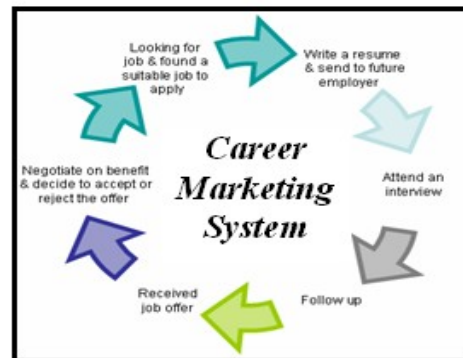 Looking for
job & found a
suitable job to
apply
Write a resume
& send to future
employer
Career
Marketing
System
Attend an
interview
Follow up
Received
job offer
Negotiate on benefit
& decide to accept or
reject the offer